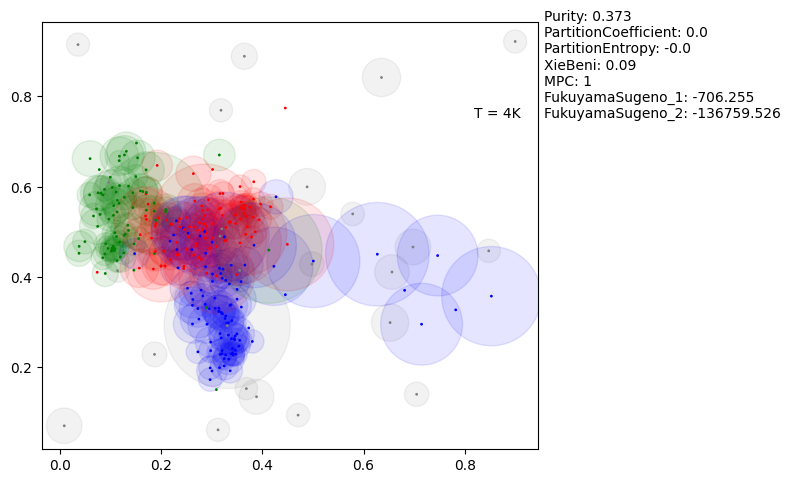 Purity: 0.373
PartitionCoefficient: 0.0
PartitionEntropy: -0.0
XieBeni: 0.09
MPC: 1
FukuyamaSugeno_1: -706.255
FukuyamaSugeno_2: -136759.526
T = 4K
0.8
0.6
0.4
0.2
0.0
0.2
0.4
0.6
0.8